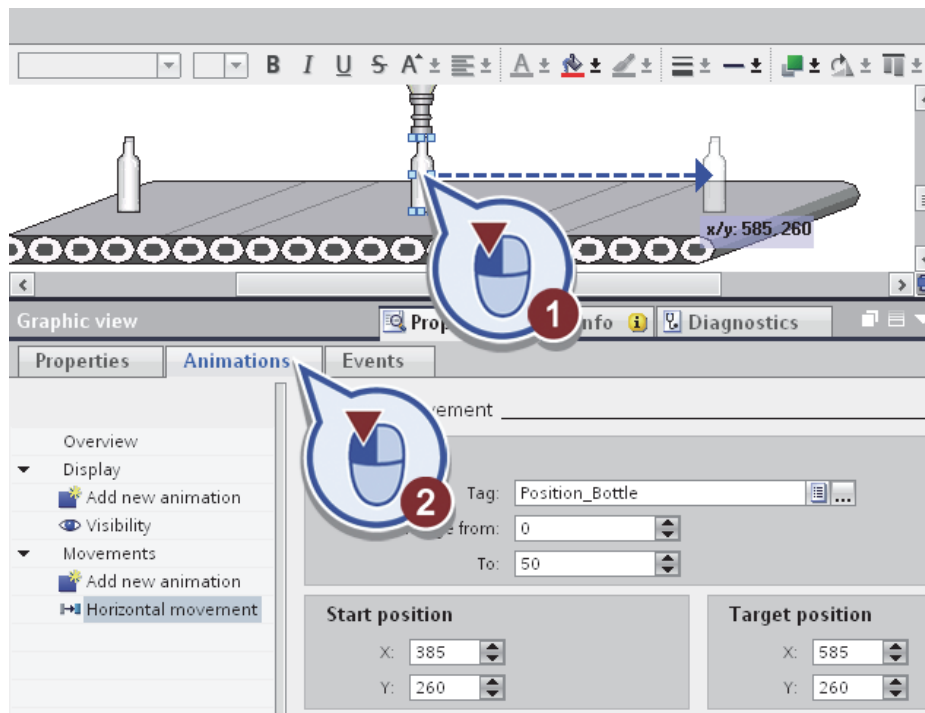 B I U S A
x/y: 585, 260
1
Graphic view
Prop nfo Diagnostics
Properties Animations Events
2
vement
Overview
Display
Add new animation
Visibility
Movements
Add new animation
Horizontal movement
Tag: Position_Bottle
e from: 0
To: 50
Start position
X: 385
Y: 260
Target position
X: 585
Y: 260